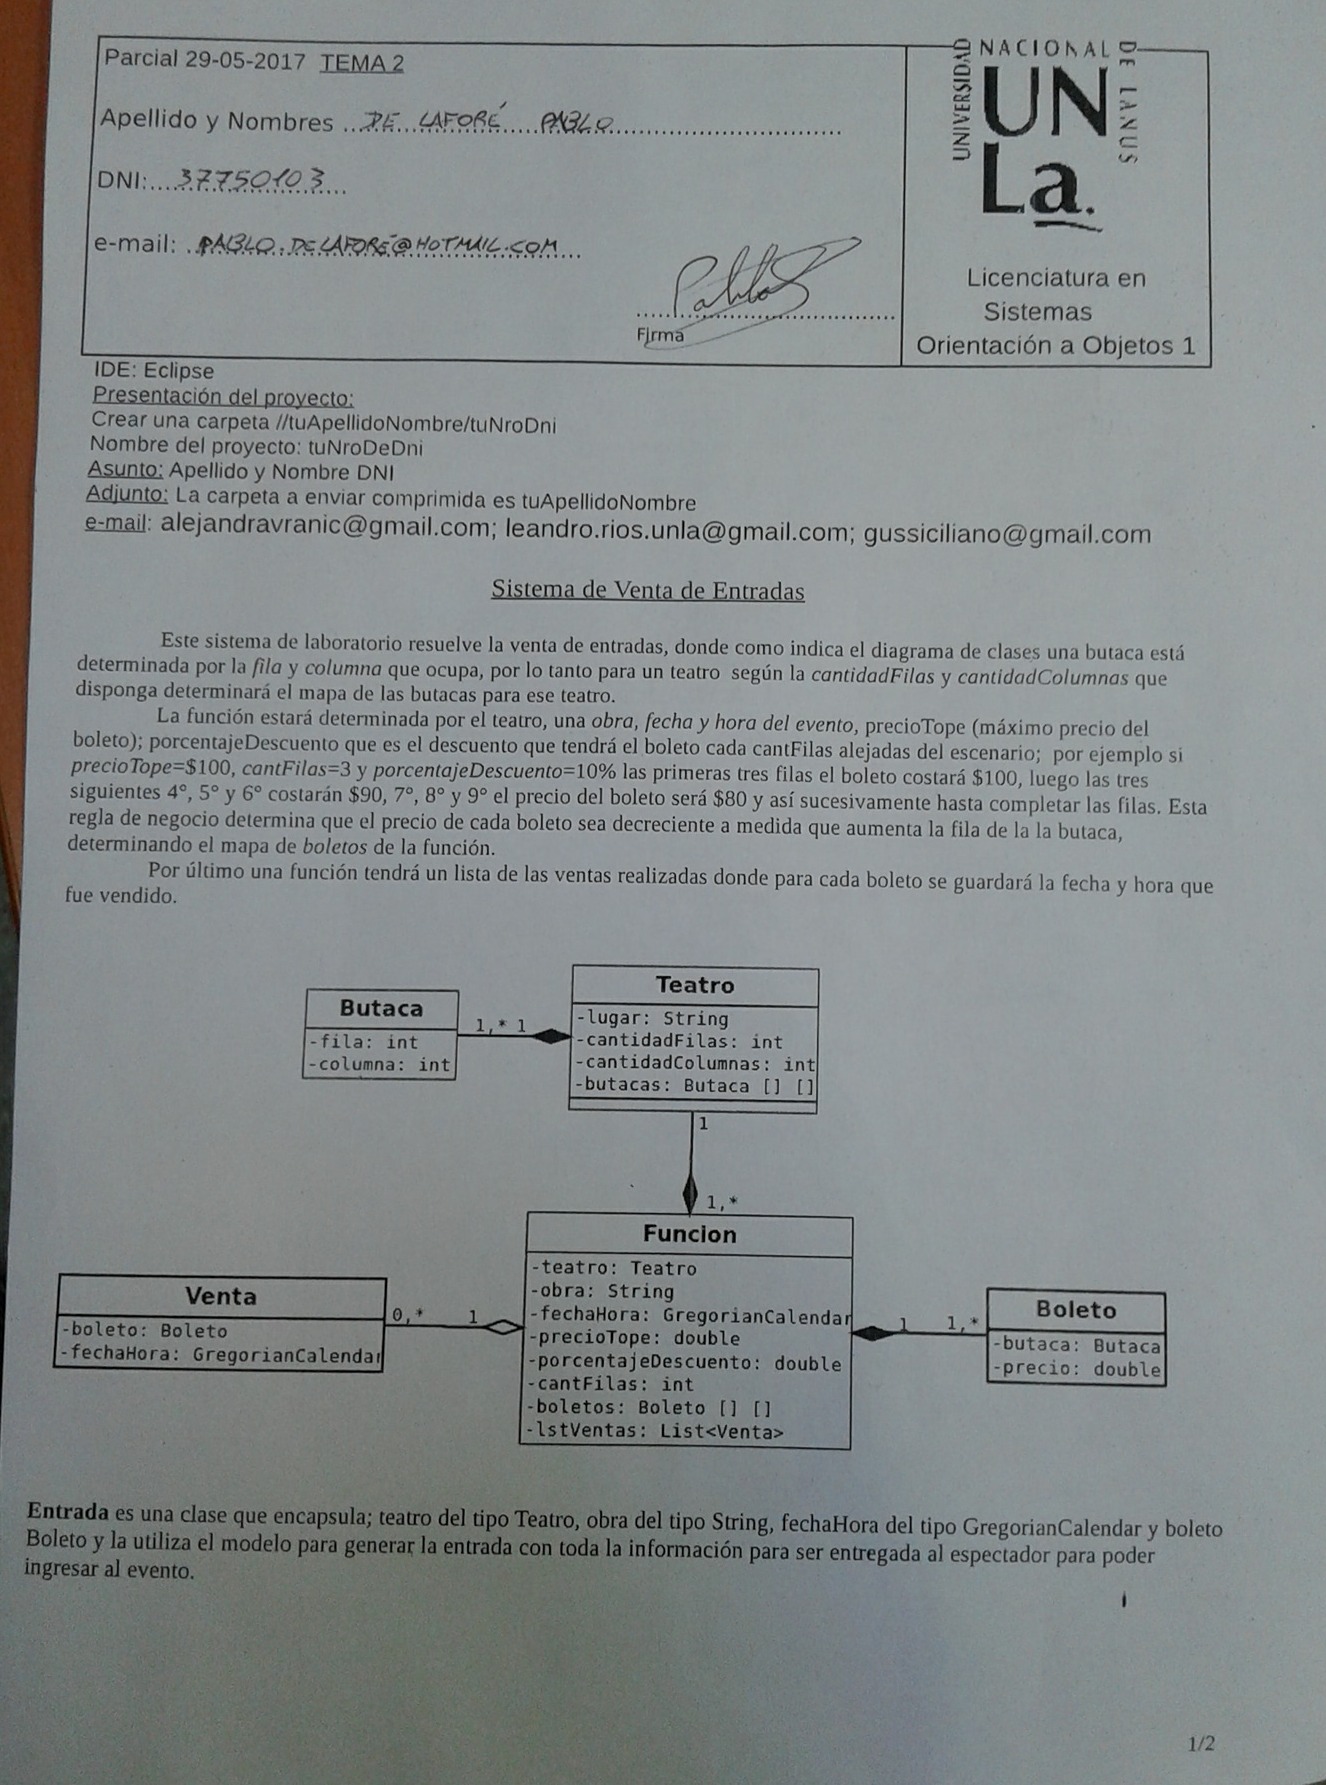 Parcial 29-05-2017 TEMA 2
Apellido y Nombres ...DE LAFORÉ PABLO...
DNI:....37750103...
e-mail: ..PABLO.DELAFORÉ@HOTMAIL.COM...
Firma
UNIVERSIDAD NACIONAL DE LANUS
UN
La.
Licenciatura en
Sistemas
Orientación a Objetos 1
IDE: Eclipse
Presentación del proyecto:
Crear una carpeta //tuApellidoNombre/tuNroDni
Nombre del proyecto: tuNroDeDni
Asunto: Apellido y Nombre DNI
Adjunto: La carpeta a enviar comprimida es tuApellidoNombre
e-mail: alejandravranic@gmail.com; leandro.rios.unla@gmail.com; gussiciliano@gmail.com
Sistema de Venta de Entradas
Este sistema de laboratorio resuelve la venta de entradas, donde como indica el diagrama de clases una butaca está
determinada por la fila y columna que ocupa, por lo tanto para un teatro según la cantidadFilas y cantidadColumnas que
disponga determinará el mapa de las butacas para ese teatro.
La función estará determinada por el teatro, una obra, fecha y hora del evento, precioTope (máximo precio del
boleto); porcentajeDescuento que es el descuento que tendrá el boleto cada cantFilas alejadas del escenario; por ejemplo si
precioTope=$100, cantFilas=3 y porcentajeDescuento=10% las primeras tres filas el boleto costará $100, luego las tres
siguientes 4°, 5° y 6° costarán $90, 7°, 8° y 9° el precio del boleto será $80 y así sucesivamente hasta completar las filas. Esta
regla de negocio determina que el precio de cada boleto sea decreciente a medida que aumenta la fila de la la butaca,
determinando el mapa de boletos de la función.
Por último una función tendrá un lista de las ventas realizadas donde para cada boleto se guardará la fecha y hora que
fue vendido.
Butaca
-fila: int
-columna: int
1,* 1
Teatro
-lugar: String
-cantidadFilas: int
-cantidadColumnas: int
-butacas: Butaca [] []
1
1,*
Venta
-boleto: Boleto
-fechaHora: GregorianCalendar
0,* 1
Funcion
-teatro: Teatro
-obra: String
-fechaHora: GregorianCalendar
-precioTope: double
-porcentajeDescuento: double
-cantFilas: int
-boletos: Boleto [] []
-lstVentas: List<Venta>
1 1,*
Boleto
-butaca: Butaca
-precio: double
Entrada es una clase que encapsula; teatro del tipo Teatro, obra del tipo String, fechaHora del tipo GregorianCalendar y boleto
Boleto y la utiliza el modelo para generar la entrada con toda la información para ser entregada al espectador para poder
ingresar al evento.
1/2